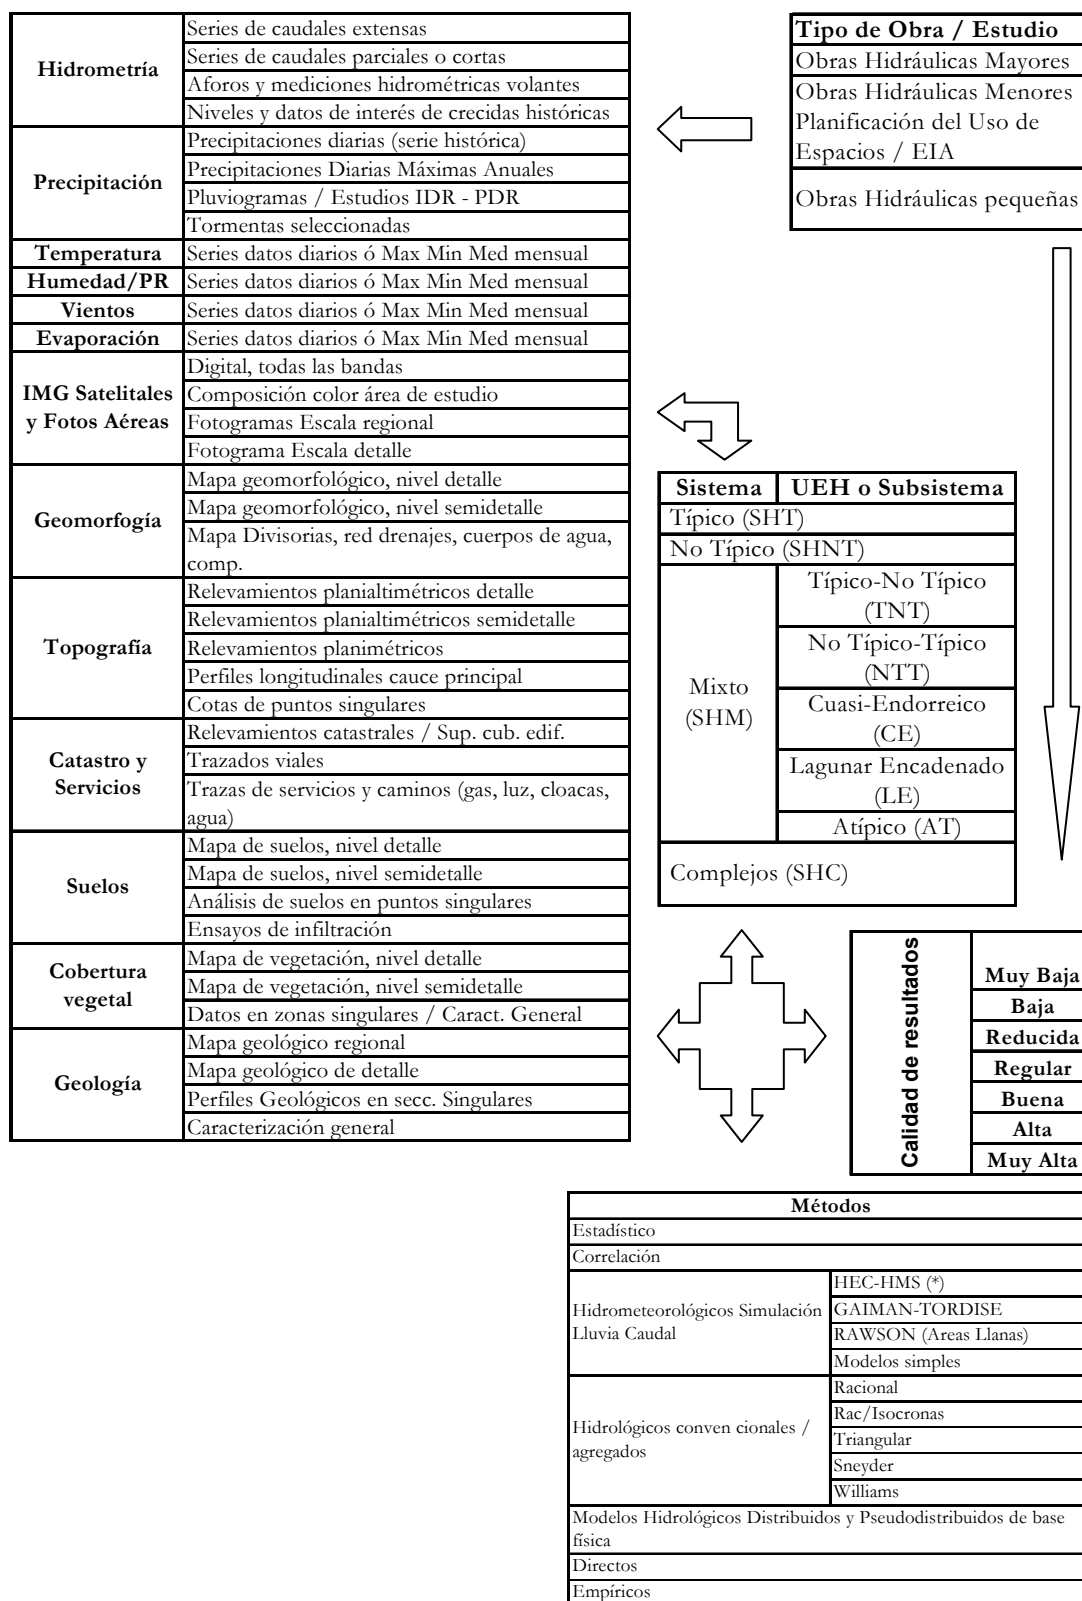 Hidrometría
Series de caudales extensas
Series de caudales parciales o cortas
Aforos y mediciones hidrométricas volantes
Niveles y datos de interés de crecidas históricas
Precipitación
Precipitaciones diarias (serie histórica)
Precipitaciones Diarias Máximas Anuales
Pluviogramas / Estudios IDR - PDR
Tormentas seleccionadas
Temperatura
Series datos diarios ó Max Min Med mensual
Humedad/PR
Series datos diarios ó Max Min Med mensual
Vientos
Series datos diarios ó Max Min Med mensual
Evaporación
Series datos diarios ó Max Min Med mensual
IMG Satelitales
y Fotos Aéreas
Digital, todas las bandas
Composición color área de estudio
Fotogramas Escala regional
Fotograma Escala detalle
Geomorfogía
Mapa geomorfológico, nivel detalle
Mapa geomorfológico, nivel semidetalle
Mapa Divisorias, red drenajes, cuerpos de agua,
comp.
Topografía
Relevamientos planialtimétricos detalle
Relevamientos planialtimétricos semidetalle
Relevamientos planimétricos
Perfiles longitudinales cauce principal
Cotas de puntos singulares
Catastro y
Servicios
Relevamientos catastrales / Sup. cub. edif.
Trazados viales
Trazas de servicios y caminos (gas, luz, cloacas,
agua)
Suelos
Mapa de suelos, nivel detalle
Mapa de suelos, nivel semidetalle
Análisis de suelos en puntos singulares
Ensayos de infiltración
Cobertura
vegetal
Mapa de vegetación, nivel detalle
Mapa de vegetación, nivel semidetalle
Datos en zonas singulares / Caract. General
Geología
Mapa geológico regional
Mapa geológico de detalle
Perfiles Geológicos en secc. Singulares
Caracterización general
Tipo de Obra / Estudio
Obras Hidráulicas Mayores
Obras Hidráulicas Menores
Planificación del Uso de
Espacios / EIA
Obras Hidráulicas pequeñas
Sistema
UEH o Subsistema
Típico (SHT)
No Típico (SHNT)
Mixto
(SHM)
Típico-No Típico
(TNT)
No Típico-Típico
(NTT)
Cuasi-Endorreico
(CE)
Lagunar Encadenado
(LE)
Atípico (AT)
Complejos (SHC)
Calidad de resultados
Muy Baja
Baja
Reducida
Regular
Buena
Alta
Muy Alta
Métodos
Estadístico
Correlación
Hidrometeorológicos Simulación
Lluvia Caudal
HEC-HMS (*)
GAIMAN-TORDISE
RAWSON (Areas Llanas)
Modelos simples
Hidrológicos conven cionales /
agregados
Racional
Rac/Isocronas
Triangular
Sneyder
Williams
Modelos Hidrológicos Distribuidos y Pseudodistribuidos de base
física
Directos
Empíricos